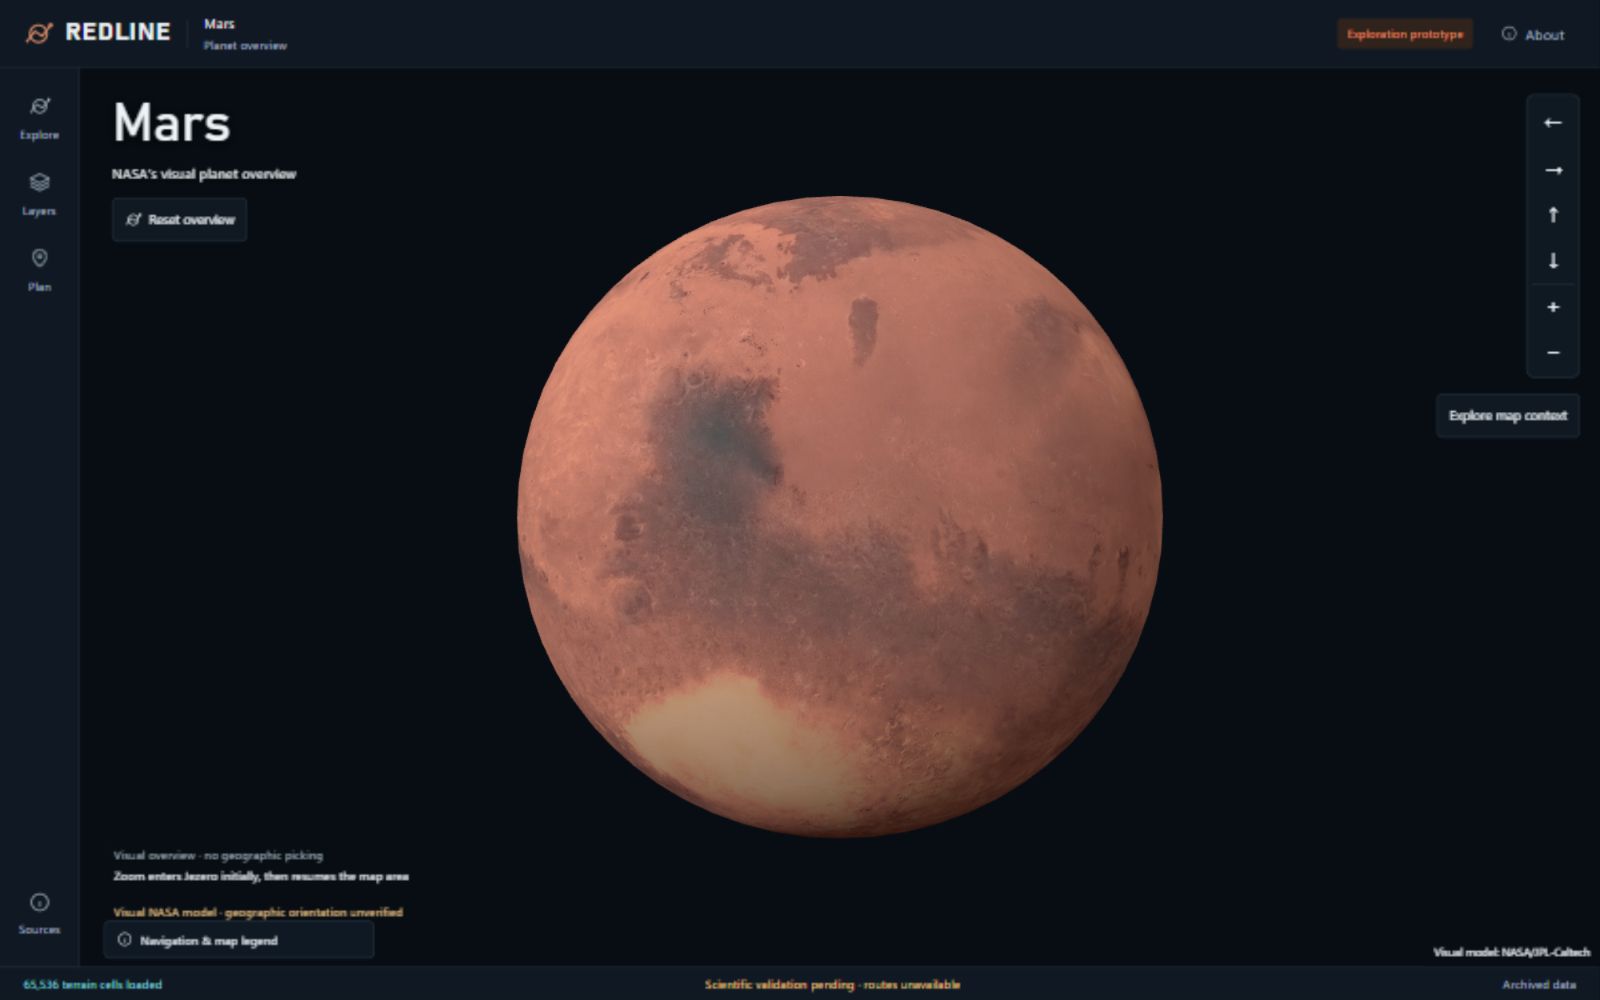 REDLINE
Mars
Planet overview
Exploration prototype
About
Explore
Layers
Plan
Sources
Mars
NASA's visual planet overview
Reset overview
←
→
↑
↓
+
−
Explore map context
Visual overview · no geographic picking
Zoom enters Jezero initially, then resumes the map area
Visual NASA model · geographic orientation unverified
Navigation & map legend
Visual model: NASA/JPL-Caltech
65,536 terrain cells loaded
Scientific validation pending · routes unavailable
Archived data